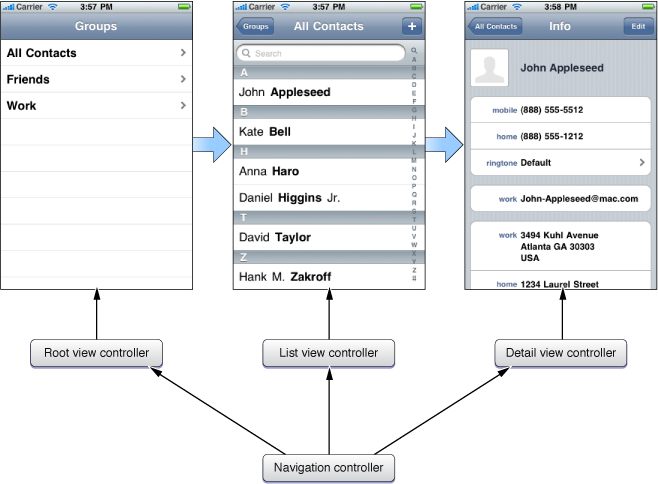 Carrier 3:57 PM
Groups
All Contacts
Friends
Work
Carrier 3:57 PM
Groups All Contacts +
Search
A
John Appleseed
B
Kate Bell
H
Anna Haro
Daniel Higgins Jr.
T
David Taylor
Z
Hank M. Zakroff
A
B
C
D
E
F
G
H
I
J
K
L
M
N
O
P
Q
R
S
T
U
V
W
X
Y
Z
#
Carrier 3:58 PM
All Contacts Info Edit
John Appleseed
mobile (888) 555-5512
home (888) 555-1212
ringtone Default
work John-Appleseed@mac.com
work 3494 Kuhl Avenue
Atlanta GA 30303
USA
home 1234 Laurel Street
Root view controller
List view controller
Detail view controller
Navigation controller